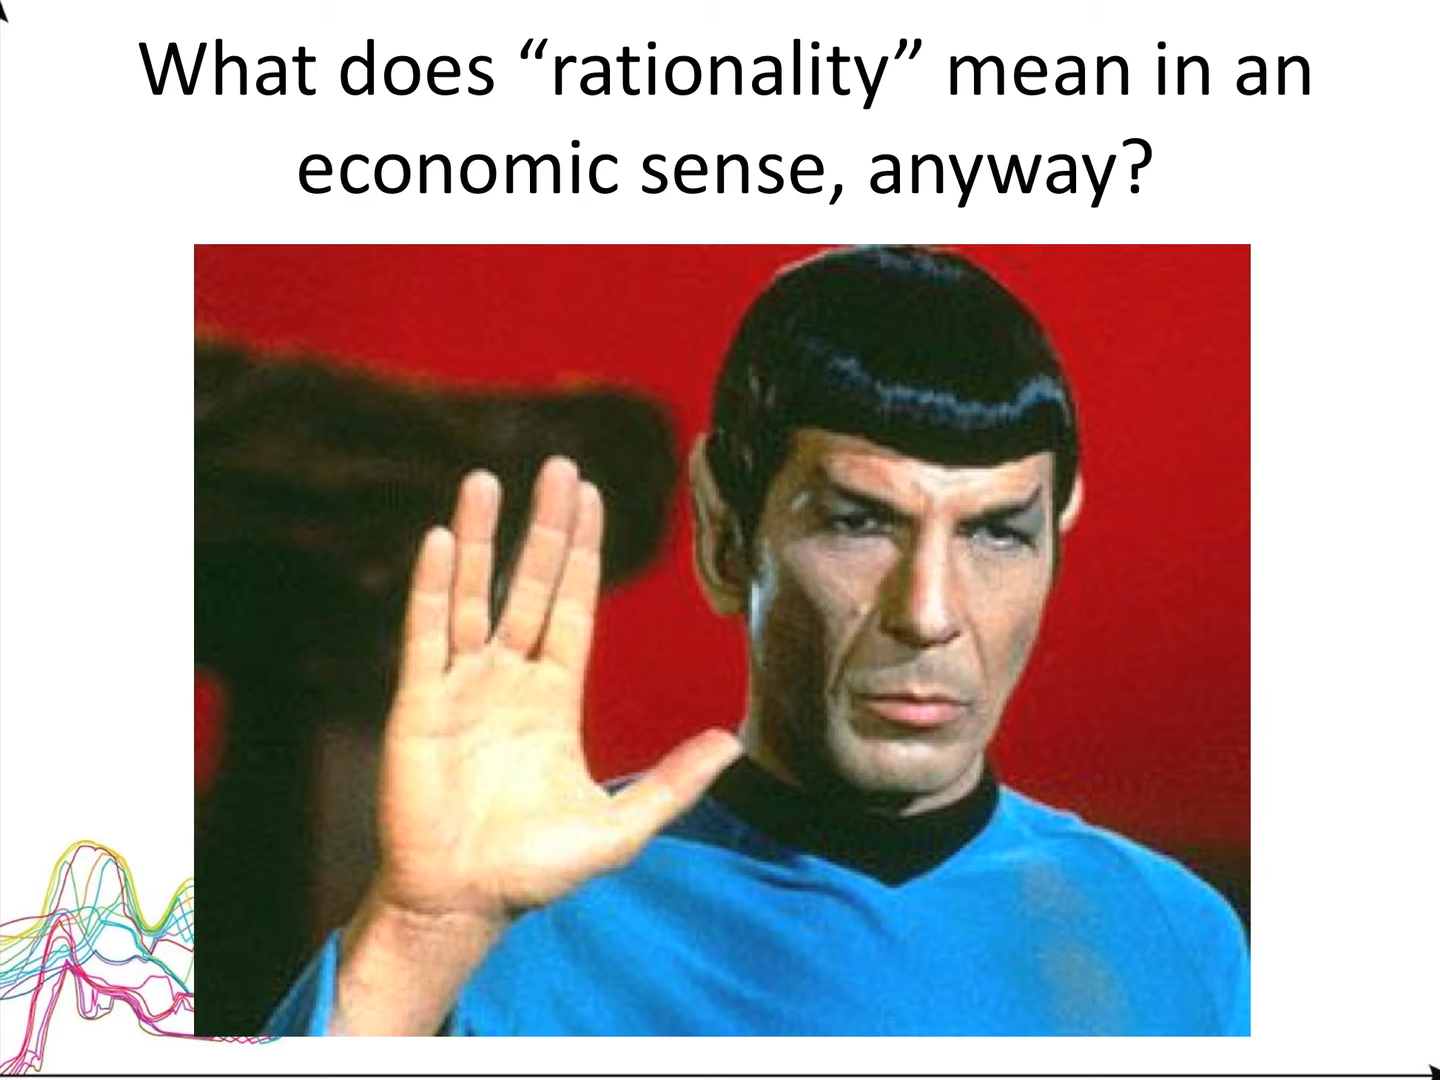 What does “rationality” mean in an
economic sense, anyway?